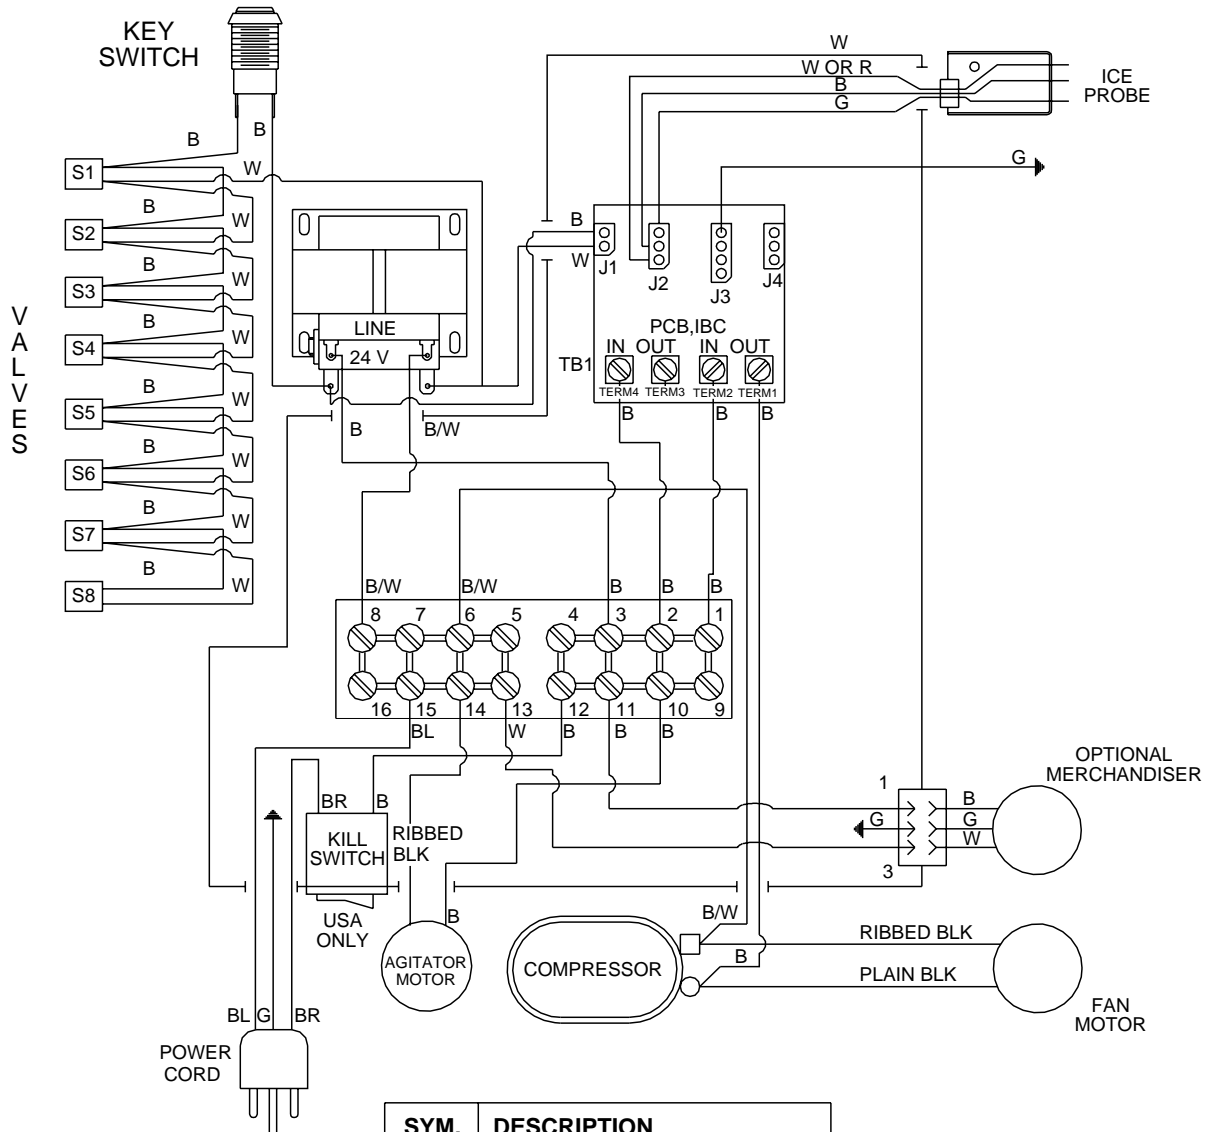 KEY
SWITCH
W
W OR R
B
G
ICE
PROBE
B
B
S1
W
G
B
S2
W
B
W
J1
J2
J3
J4
B
S3
W
V
A
L
V
E
S
B
S4
W
LINE
24 V
PCB,IBC
IN OUT IN OUT
TB1
TERM4 TERM3 TERM2 TERM1
B
S5
W
B
B/W
B
B
B
B
S6
W
B
S7
W
B
S8
W
B/W
B/W
B
B
B
8 7 6 5 4 3 2 1
16 15 14 13 12 11 10 9
BL
W
B
B
B
OPTIONAL
MERCHANDISER
1
BR
B
B
G
G
W
3
KILL
SWITCH
RIBBED
BLK
USA
ONLY
B
B/W
B
AGITATOR
MOTOR
COMPRESSOR
RIBBED BLK
PLAIN BLK
FAN
MOTOR
BL G BR
POWER
CORD
SYM. DESCRIPTION